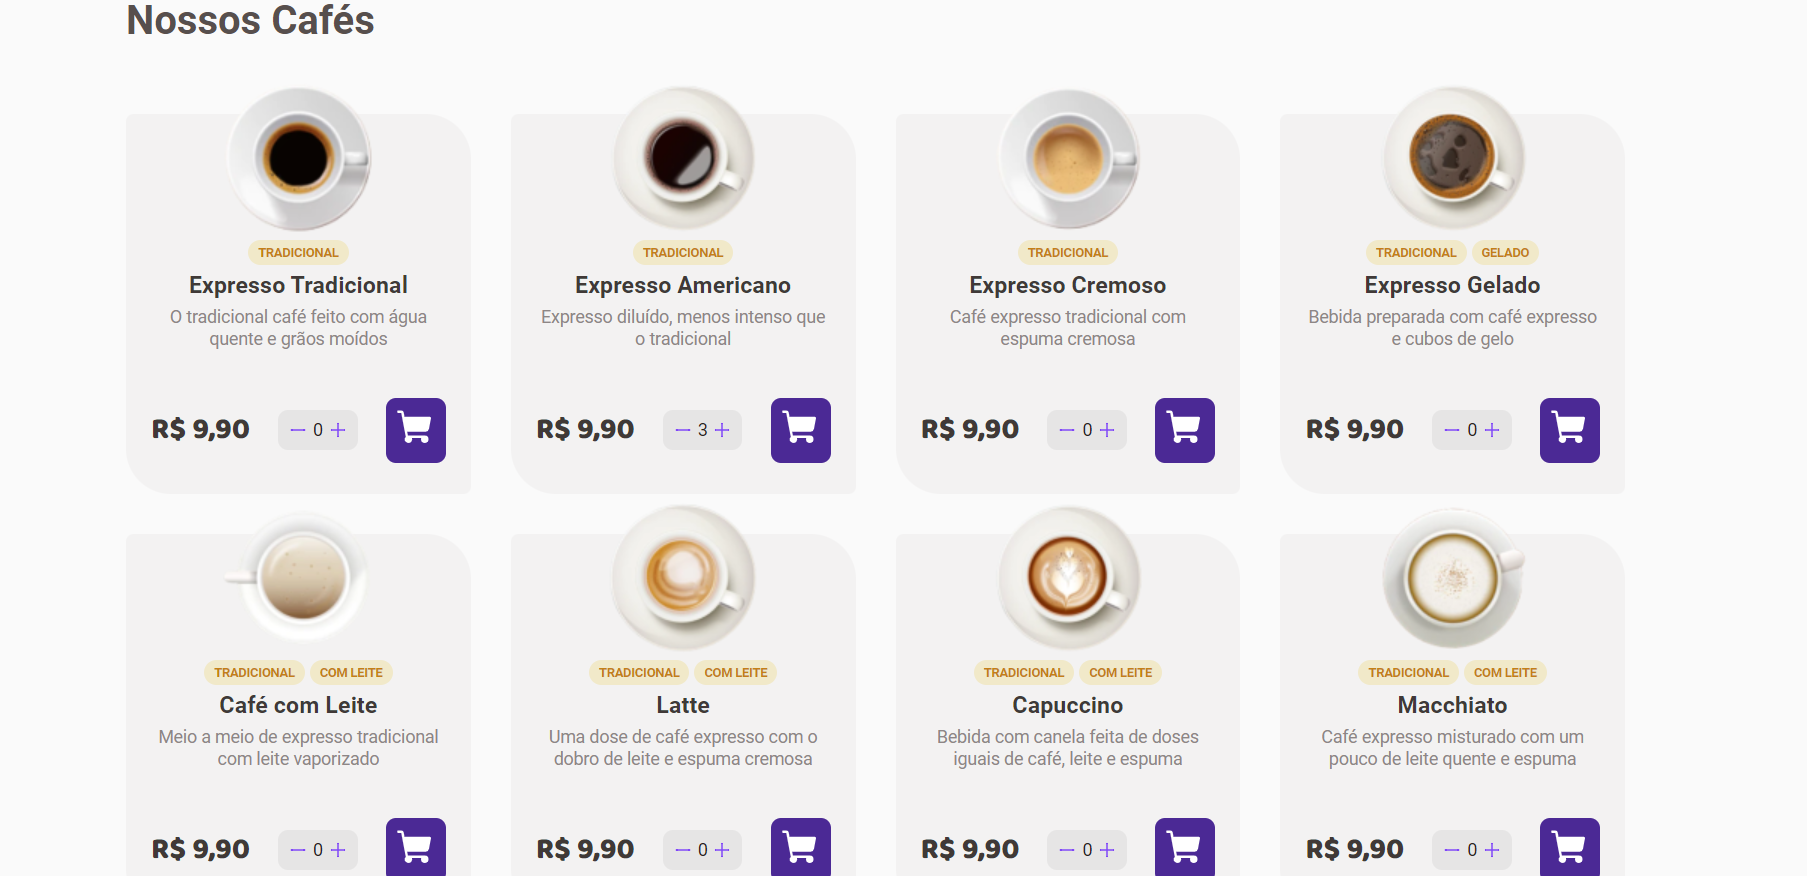 Nossos Cafés
TRADICIONAL
Expresso Tradicional
O tradicional café feito com água
quente e grãos moídos
R$ 9,90 — 0 +
TRADICIONAL
Expresso Americano
Expresso diluído, menos intenso que
o tradicional
R$ 9,90 — 3 +
TRADICIONAL
Expresso Cremoso
Café expresso tradicional com
espuma cremosa
R$ 9,90 — 0 +
TRADICIONAL GELADO
Expresso Gelado
Bebida preparada com café expresso
e cubos de gelo
R$ 9,90 — 0 +
TRADICIONAL COM LEITE
Café com Leite
Meio a meio de expresso tradicional
com leite vaporizado
R$ 9,90 — 0 +
TRADICIONAL COM LEITE
Latte
Uma dose de café expresso com o
dobro de leite e espuma cremosa
R$ 9,90 — 0 +
TRADICIONAL COM LEITE
Capuccino
Bebida com canela feita de doses
iguais de café, leite e espuma
R$ 9,90 — 0 +
TRADICIONAL COM LEITE
Macchiato
Café expresso misturado com um
pouco de leite quente e espuma
R$ 9,90 — 0 +